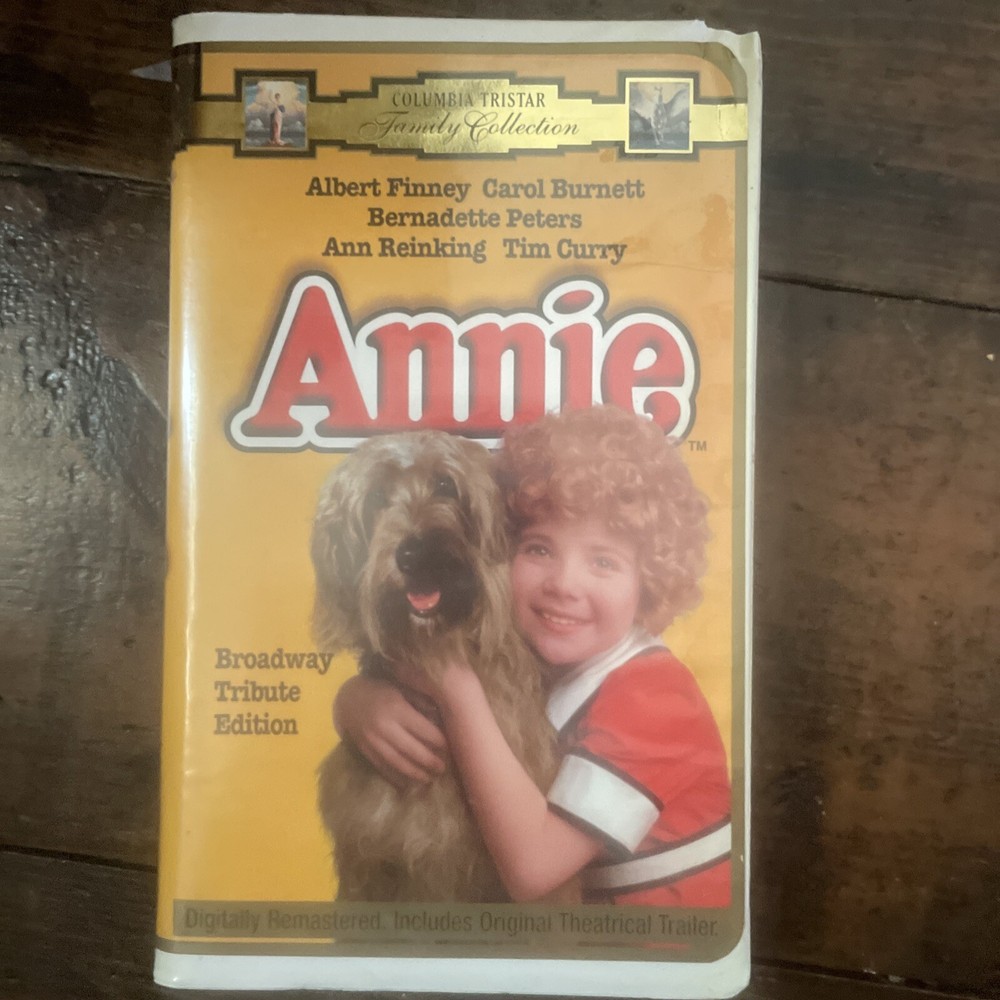 COLUMBIA TRISTAR
Family Collection
Albert Finney Carol Burnett
Bernadette Peters
Ann Reinking Tim Curry
Annie
TM
Broadway
Tribute
Edition
Digitally Remastered. Includes Original Theatrical Trailer.